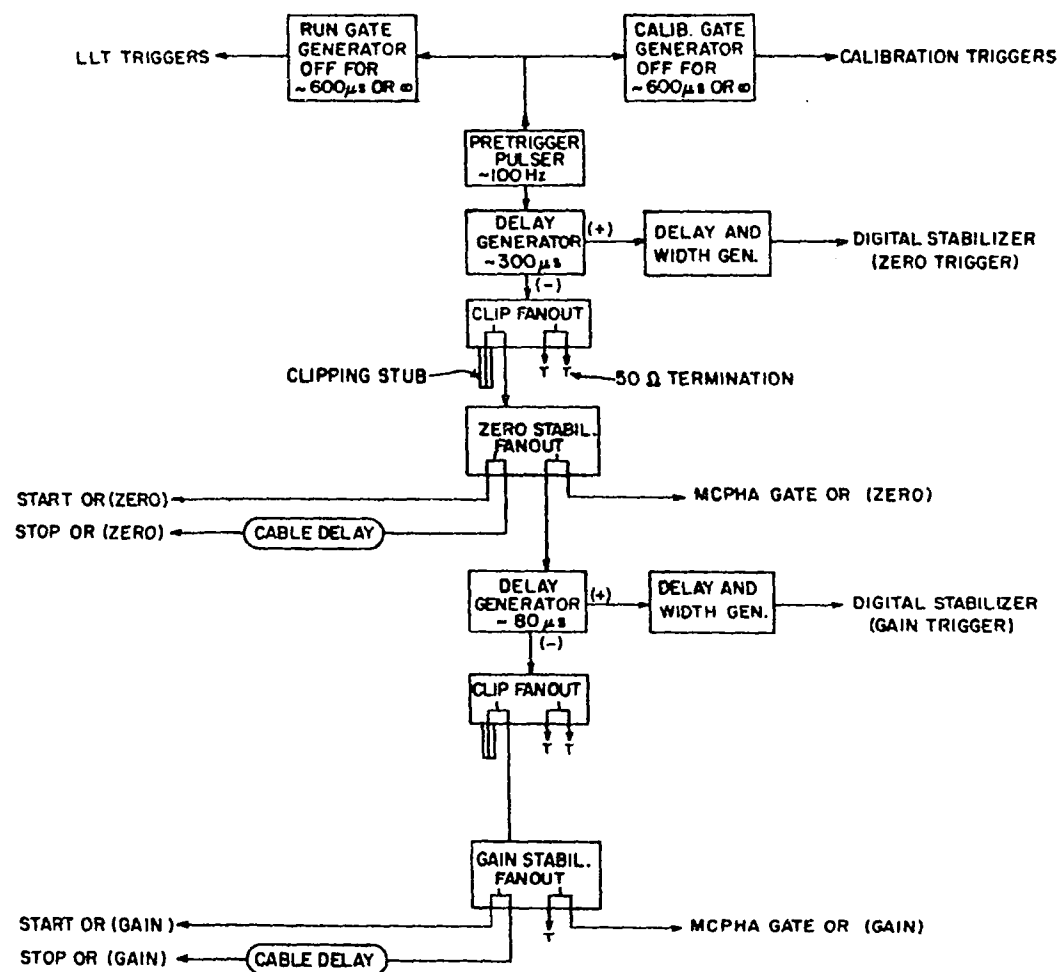 LLT TRIGGERS
RUN GATE
GENERATOR
OFF FOR
~600μs OR ∞
CALIB. GATE
GENERATOR
OFF FOR
~600μs OR ∞
CALIBRATION TRIGGERS
PRETRIGGER
PULSER
~100 Hz
DELAY
GENERATOR
~300μs
(+)
(-)
DELAY AND
WIDTH GEN.
DIGITAL STABILIZER
(ZERO TRIGGER)
CLIP FANOUT
CLIPPING STUB
T T
50 Ω TERMINATION
ZERO STABIL.
FANOUT
START OR (ZERO)
MCPHA GATE OR (ZERO)
STOP OR (ZERO)
CABLE DELAY
DELAY
GENERATOR
~ 80μs
(+)
(-)
DELAY AND
WIDTH GEN.
DIGITAL STABILIZER
(GAIN TRIGGER)
CLIP FANOUT
T T
GAIN STABIL.
FANOUT
T
START OR (GAIN)
MCPHA GATE OR (GAIN)
STOP OR (GAIN)
CABLE DELAY